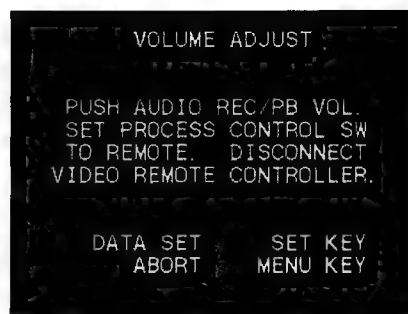 VOLUME ADJUST
PUSH AUDIO REC/PB VOL.
SET PROCESS CONTROL SW
TO REMOTE. DISCONNECT
VIDEO REMOTE CONTROLLER.
DATA SET SET KEY
ABORT MENU KEY